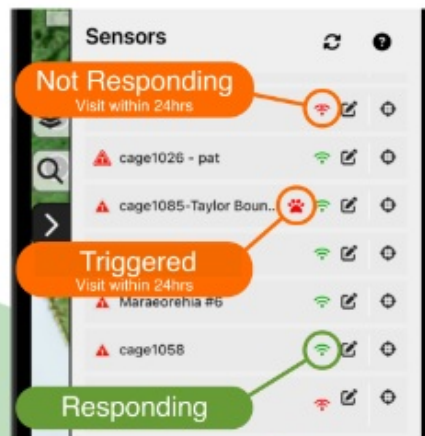 Sensors
Not Responding
Visit within 24hrs
cage1026 - pat
cage1085-Taylor Boun...
Triggered
Visit within 24hrs
Maraeorehia #6
cage1058
Responding